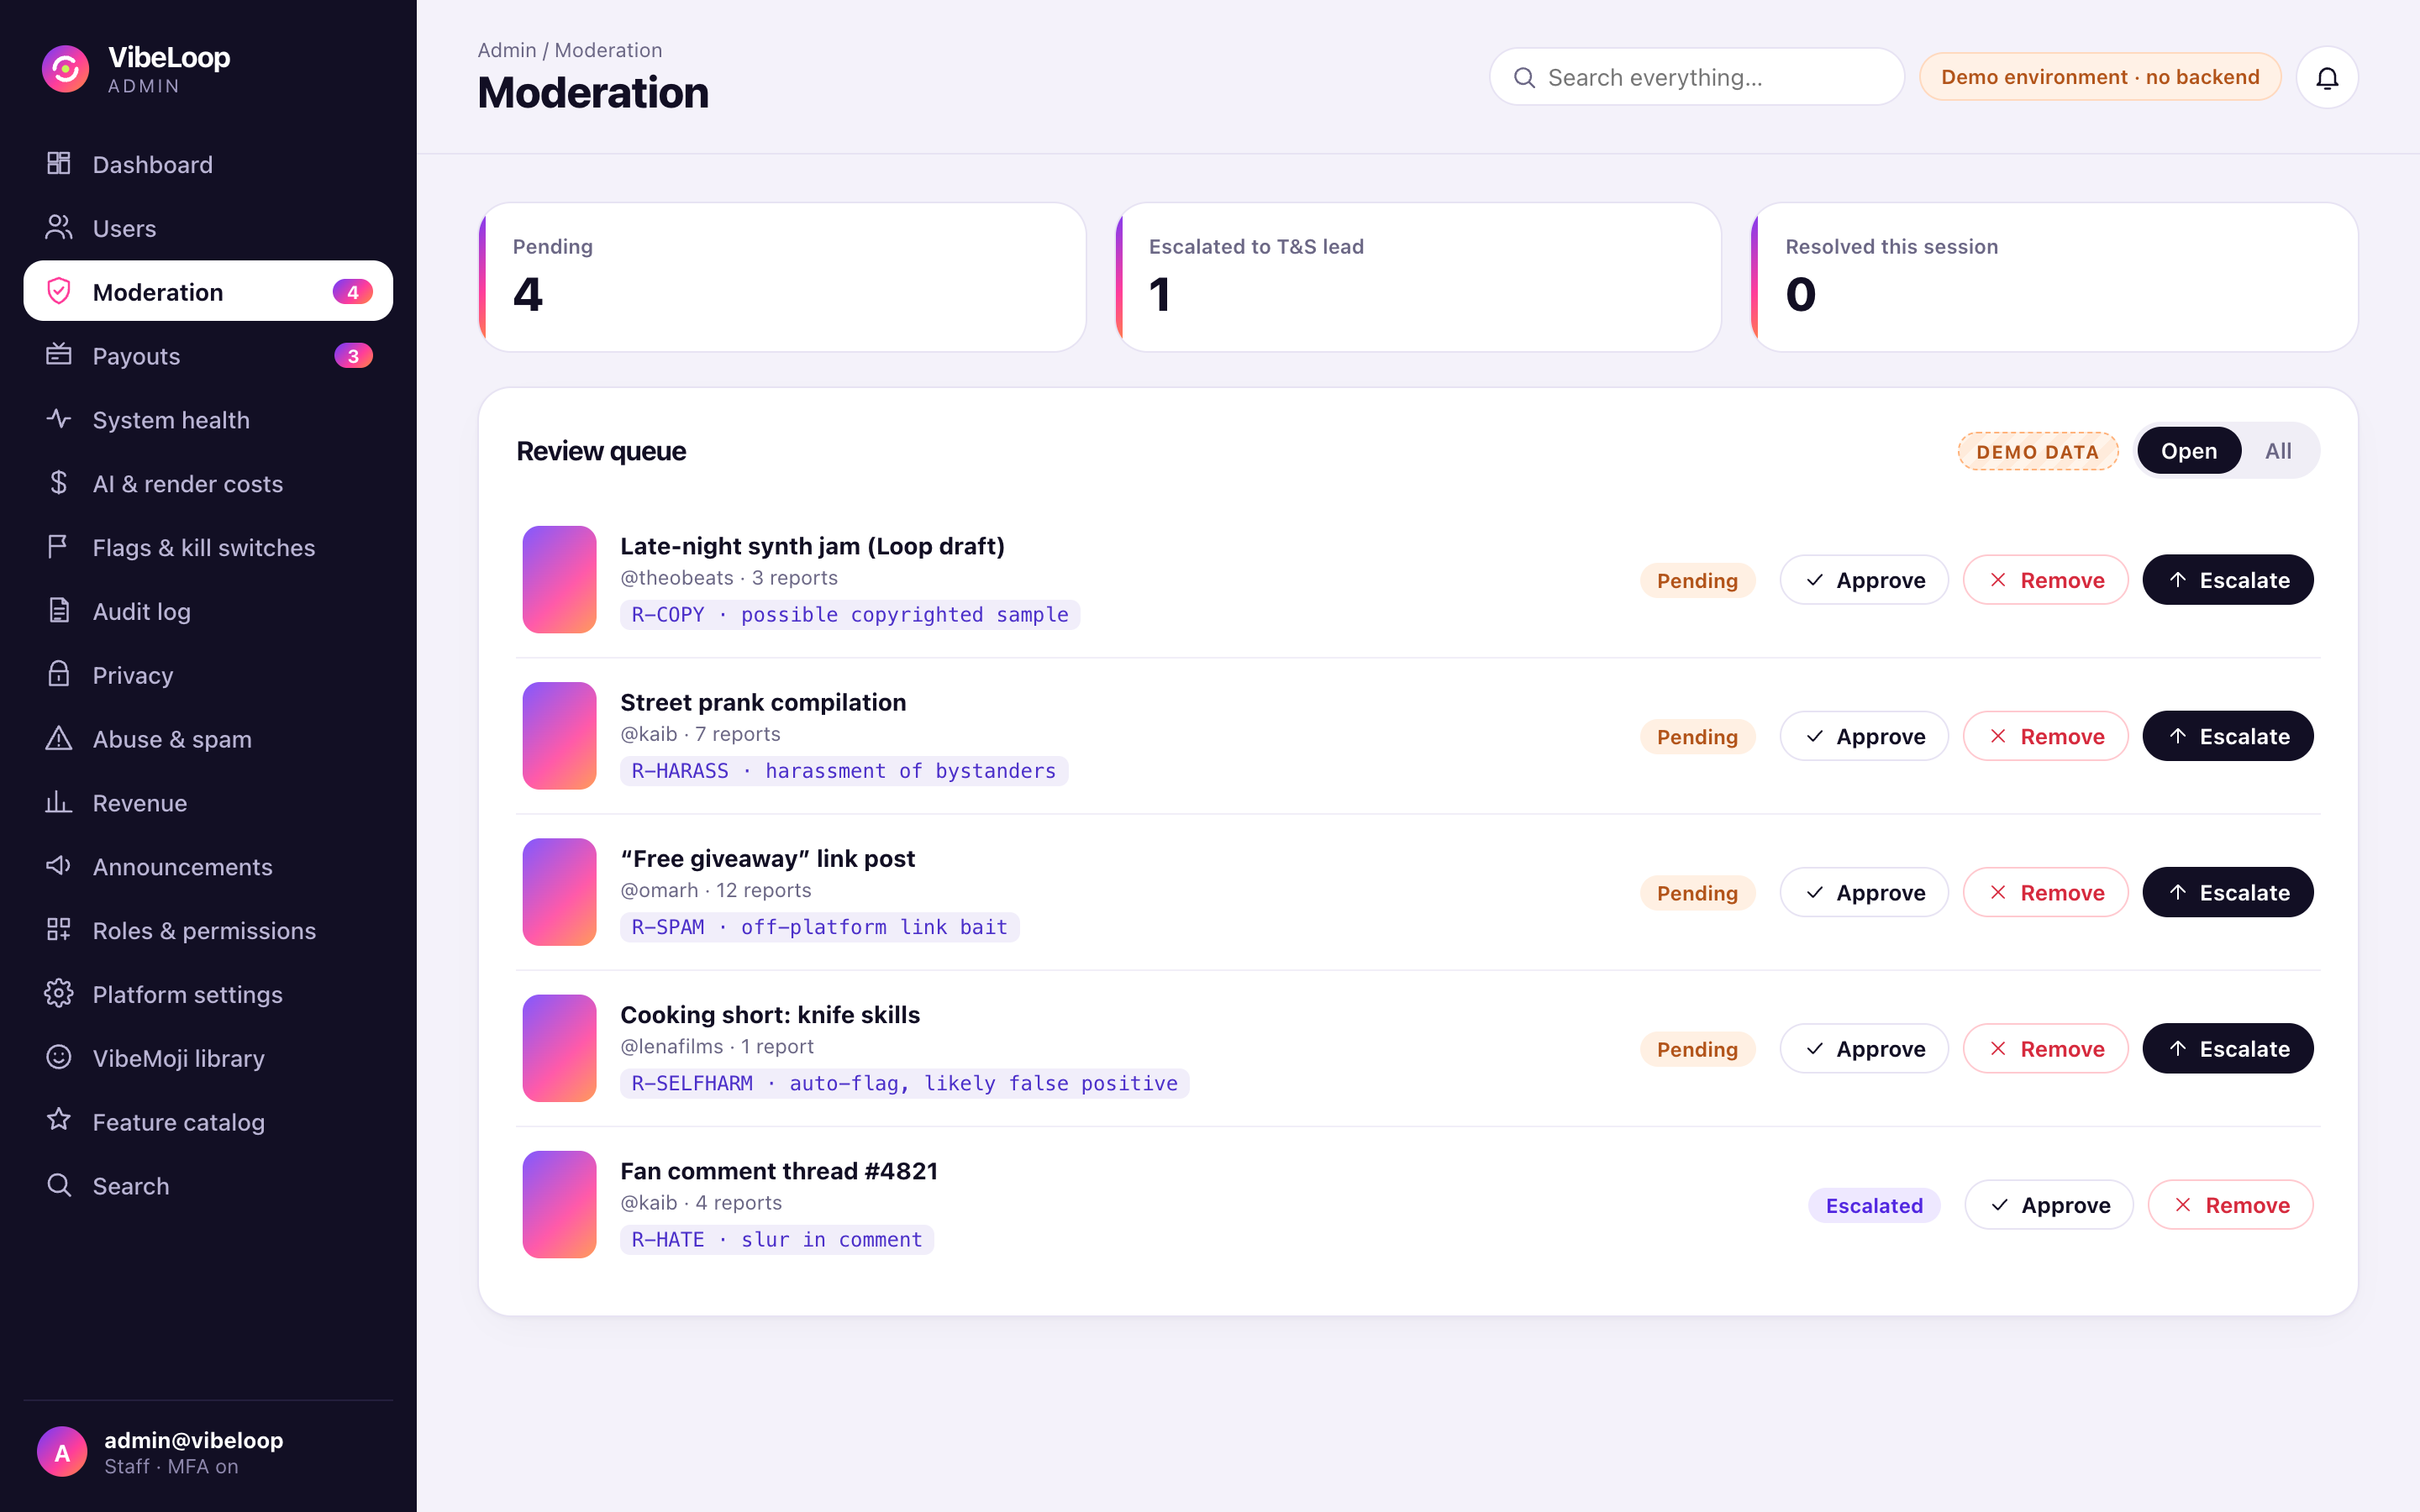 VibeLoop
ADMIN
Dashboard
Users
Moderation 4
Payouts 3
System health
AI & render costs
Flags & kill switches
Audit log
Privacy
Abuse & spam
Revenue
Announcements
Roles & permissions
Platform settings
VibeMoji library
Feature catalog
Search
A
admin@vibeloop
Staff · MFA on
Admin / Moderation
Moderation
Search everything...
Demo environment · no backend
Pending
4
Escalated to T&S lead
1
Resolved this session
0
Review queue
DEMO DATA
Open All
Late-night synth jam (Loop draft)
@theobeats · 3 reports
R-COPY · possible copyrighted sample
Pending Approve Remove Escalate
Street prank compilation
@kaib · 7 reports
R-HARASS · harassment of bystanders
Pending Approve Remove Escalate
“Free giveaway” link post
@omarh · 12 reports
R-SPAM · off-platform link bait
Pending Approve Remove Escalate
Cooking short: knife skills
@lenafilms · 1 report
R-SELFHARM · auto-flag, likely false positive
Pending Approve Remove Escalate
Fan comment thread #4821
@kaib · 4 reports
R-HATE · slur in comment
Escalated Approve Remove